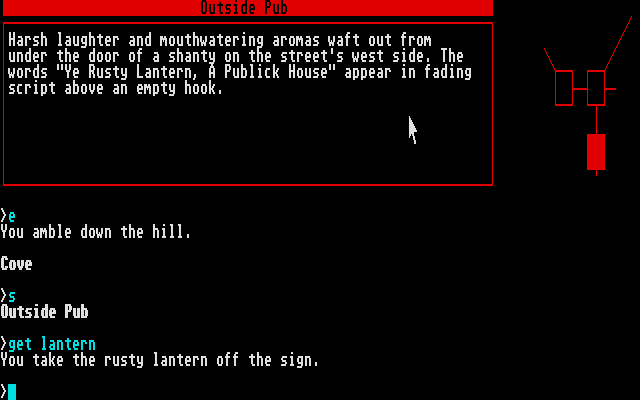 Outside Pub
Harsh laughter and mouthwatering aromas waft out from
under the door of a shanty on the street's west side. The
words "Ye Rusty Lantern, A Publick House" appear in fading
script above an empty hook.
>e
You amble down the hill.
Cove
>s
Outside Pub
>get lantern
You take the rusty lantern off the sign.
>